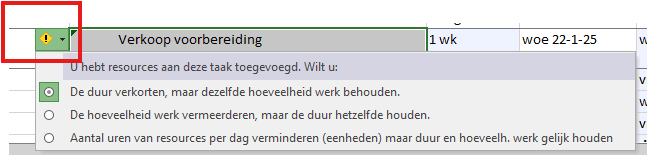 Verkoop voorbereiding 1 wk woe 22-1-25
U hebt resources aan deze taak toegevoegd. Wilt u:
De duur verkorten, maar dezelfde hoeveelheid werk behouden.
De hoeveelheid werk vermeerderen, maar de duur hetzelfde houden.
Aantal uren van resources per dag verminderen (eenheden) maar duur en hoeveelh. werk gelijk houden